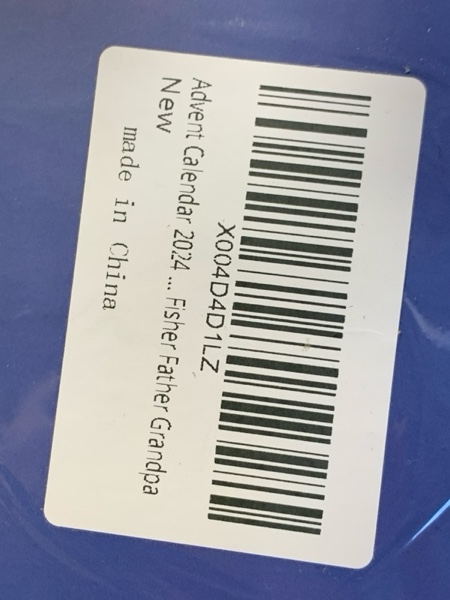 X004D4D1LZ
Advent Calendar 2024 ... Fisher Father Grandpa
New
made in China